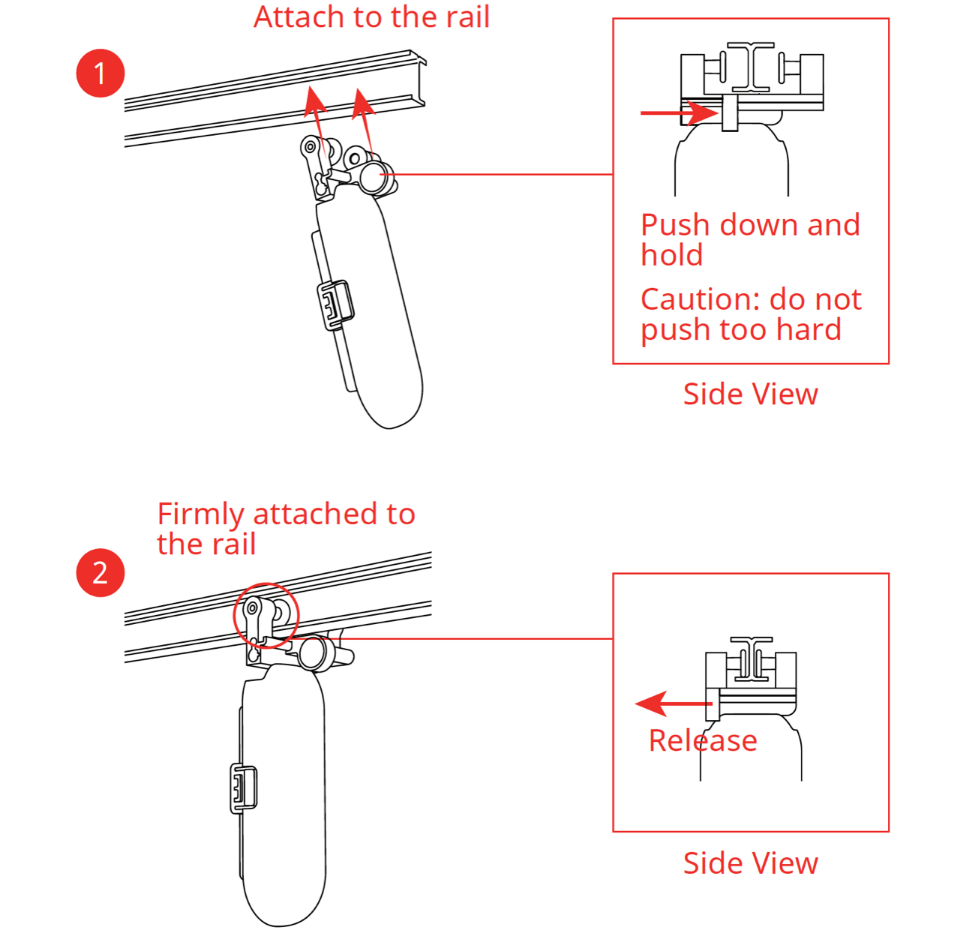 Attach to the rail
1
Push down and
hold
Caution: do not
push too hard
Side View
Firmly attached to
the rail
2
Release
Side View